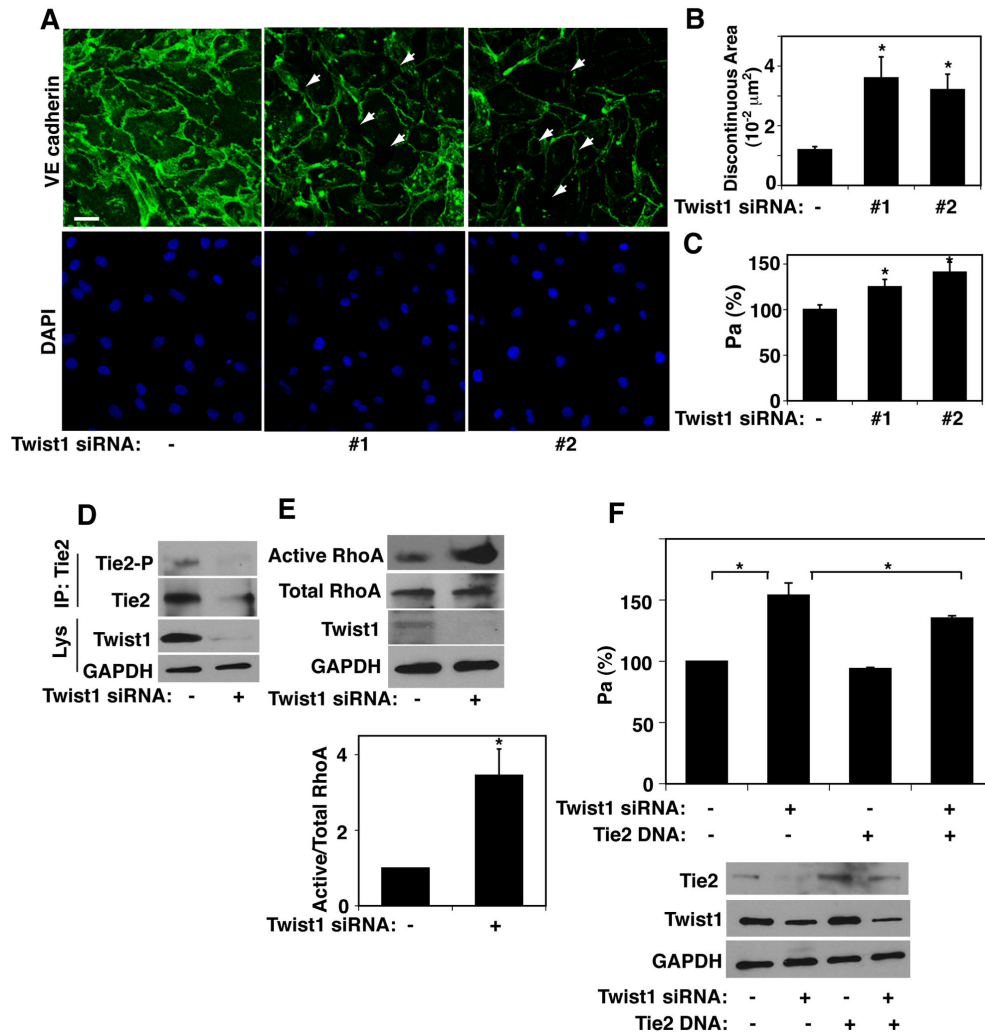 A
VE cadherin
DAPI
Twist1 siRNA: - #1 #2
B
Discontinuous Area
(10⁻² μm²)
6
4
2
0
*
*
Twist1 siRNA: - #1 #2
C
Pa (%)
150
100
50
0
*
*
Twist1 siRNA: - #1 #2
D
IP: Tie2
Tie2-P
Tie2
Lys
Twist1
GAPDH
Twist1 siRNA: - +
E
Active RhoA
Total RhoA
Twist1
GAPDH
Twist1 siRNA: - +
Active/Total RhoA
4
2
0
*
Twist1 siRNA: - +
F
Pa (%)
150
100
50
0
*
*
Twist1 siRNA: - + - +
Tie2 DNA: - - + +
Tie2
Twist1
GAPDH
Twist1 siRNA: - + - +
Tie2 DNA: - - + +